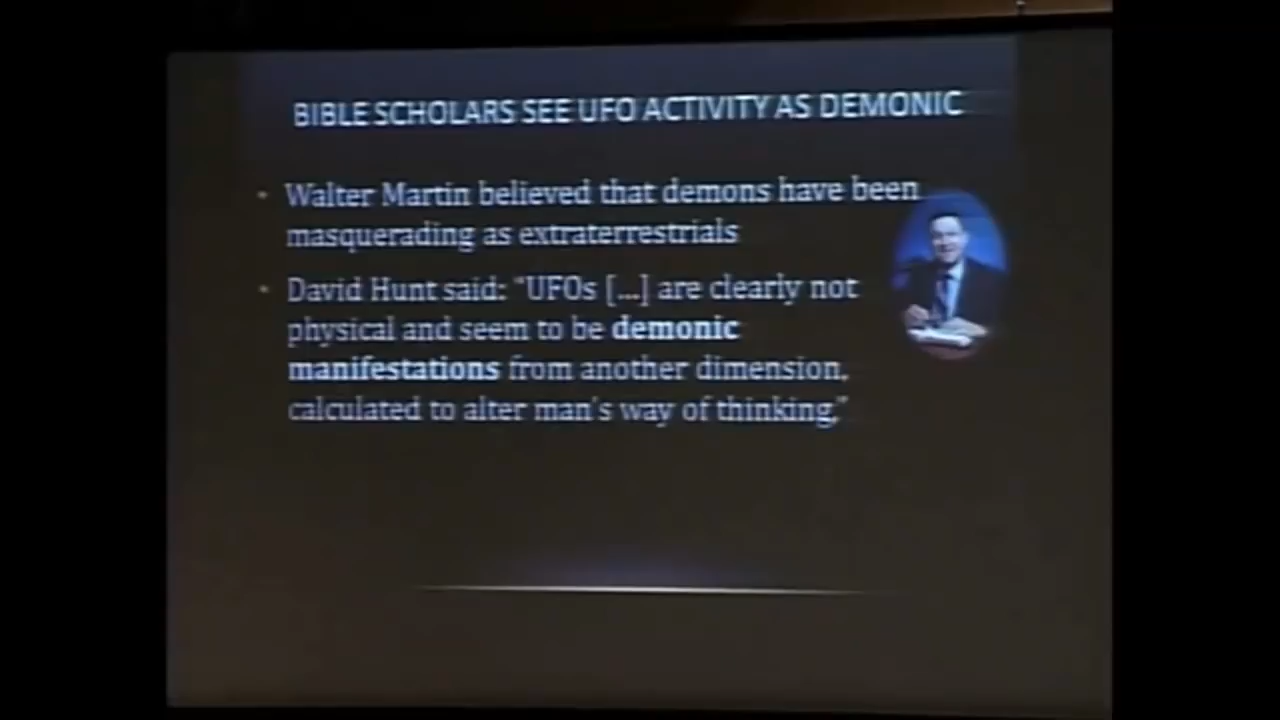 BIBLE SCHOLARS SEE UFO ACTIVITY AS DEMONIC
• Walter Martin believed that demons have been
masquerading as extraterrestrials
• David Hunt said: "UFOs [...] are clearly not
physical and seem to be demonic
manifestations from another dimension,
calculated to alter man's way of thinking,"